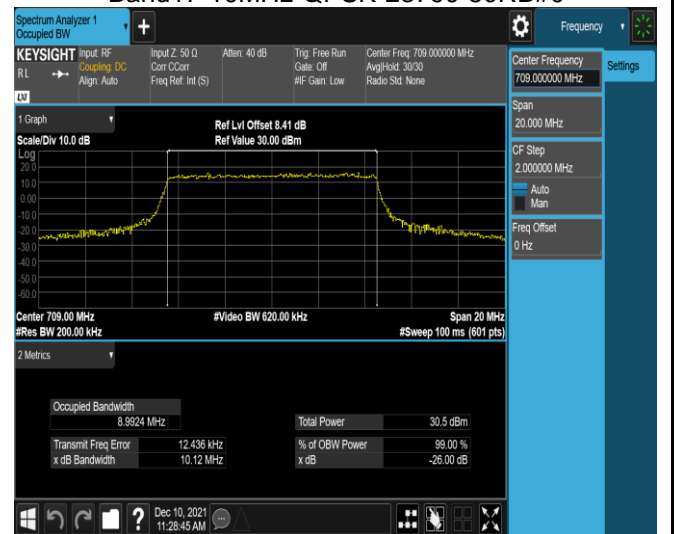 Spectrum Analyzer 1
Occupied BW
+
Frequency
KEYSIGHT
Input: RF
Coupling: DC
Align: Auto
Input Z: 50 Ω
Corr CCorr
Freq Ref: Int (S)
Atten: 40 dB
Trig: Free Run
Gate: Off
#IF Gain: Low
Center Freq: 709.000000 MHz
Avg|Hold: 30/30
Radio Std: None
R L
LXI
Center Frequency
709.000000 MHz
Settings
Span
20.000 MHz
CF Step
2.000000 MHz
Auto
Man
Freq Offset
0 Hz
1 Graph
Scale/Div 10.0 dB
Ref Lvl Offset 8.41 dB
Ref Value 30.00 dBm
Log
20.0
10.0
0.00
-10.0
-20.0
-30.0
-40.0
-50.0
-60.0
Center 709.00 MHz
#Video BW 620.00 kHz
Span 20 MHz
#Res BW 200.00 kHz
#Sweep 100 ms (601 pts)
2 Metrics
Occupied Bandwidth
8.9924 MHz
Total Power 30.5 dBm
Transmit Freq Error 12.436 kHz
% of OBW Power 99.00 %
x dB Bandwidth 10.12 MHz
x dB -26.00 dB
?
Dec 10, 2021
11:28:45 AM